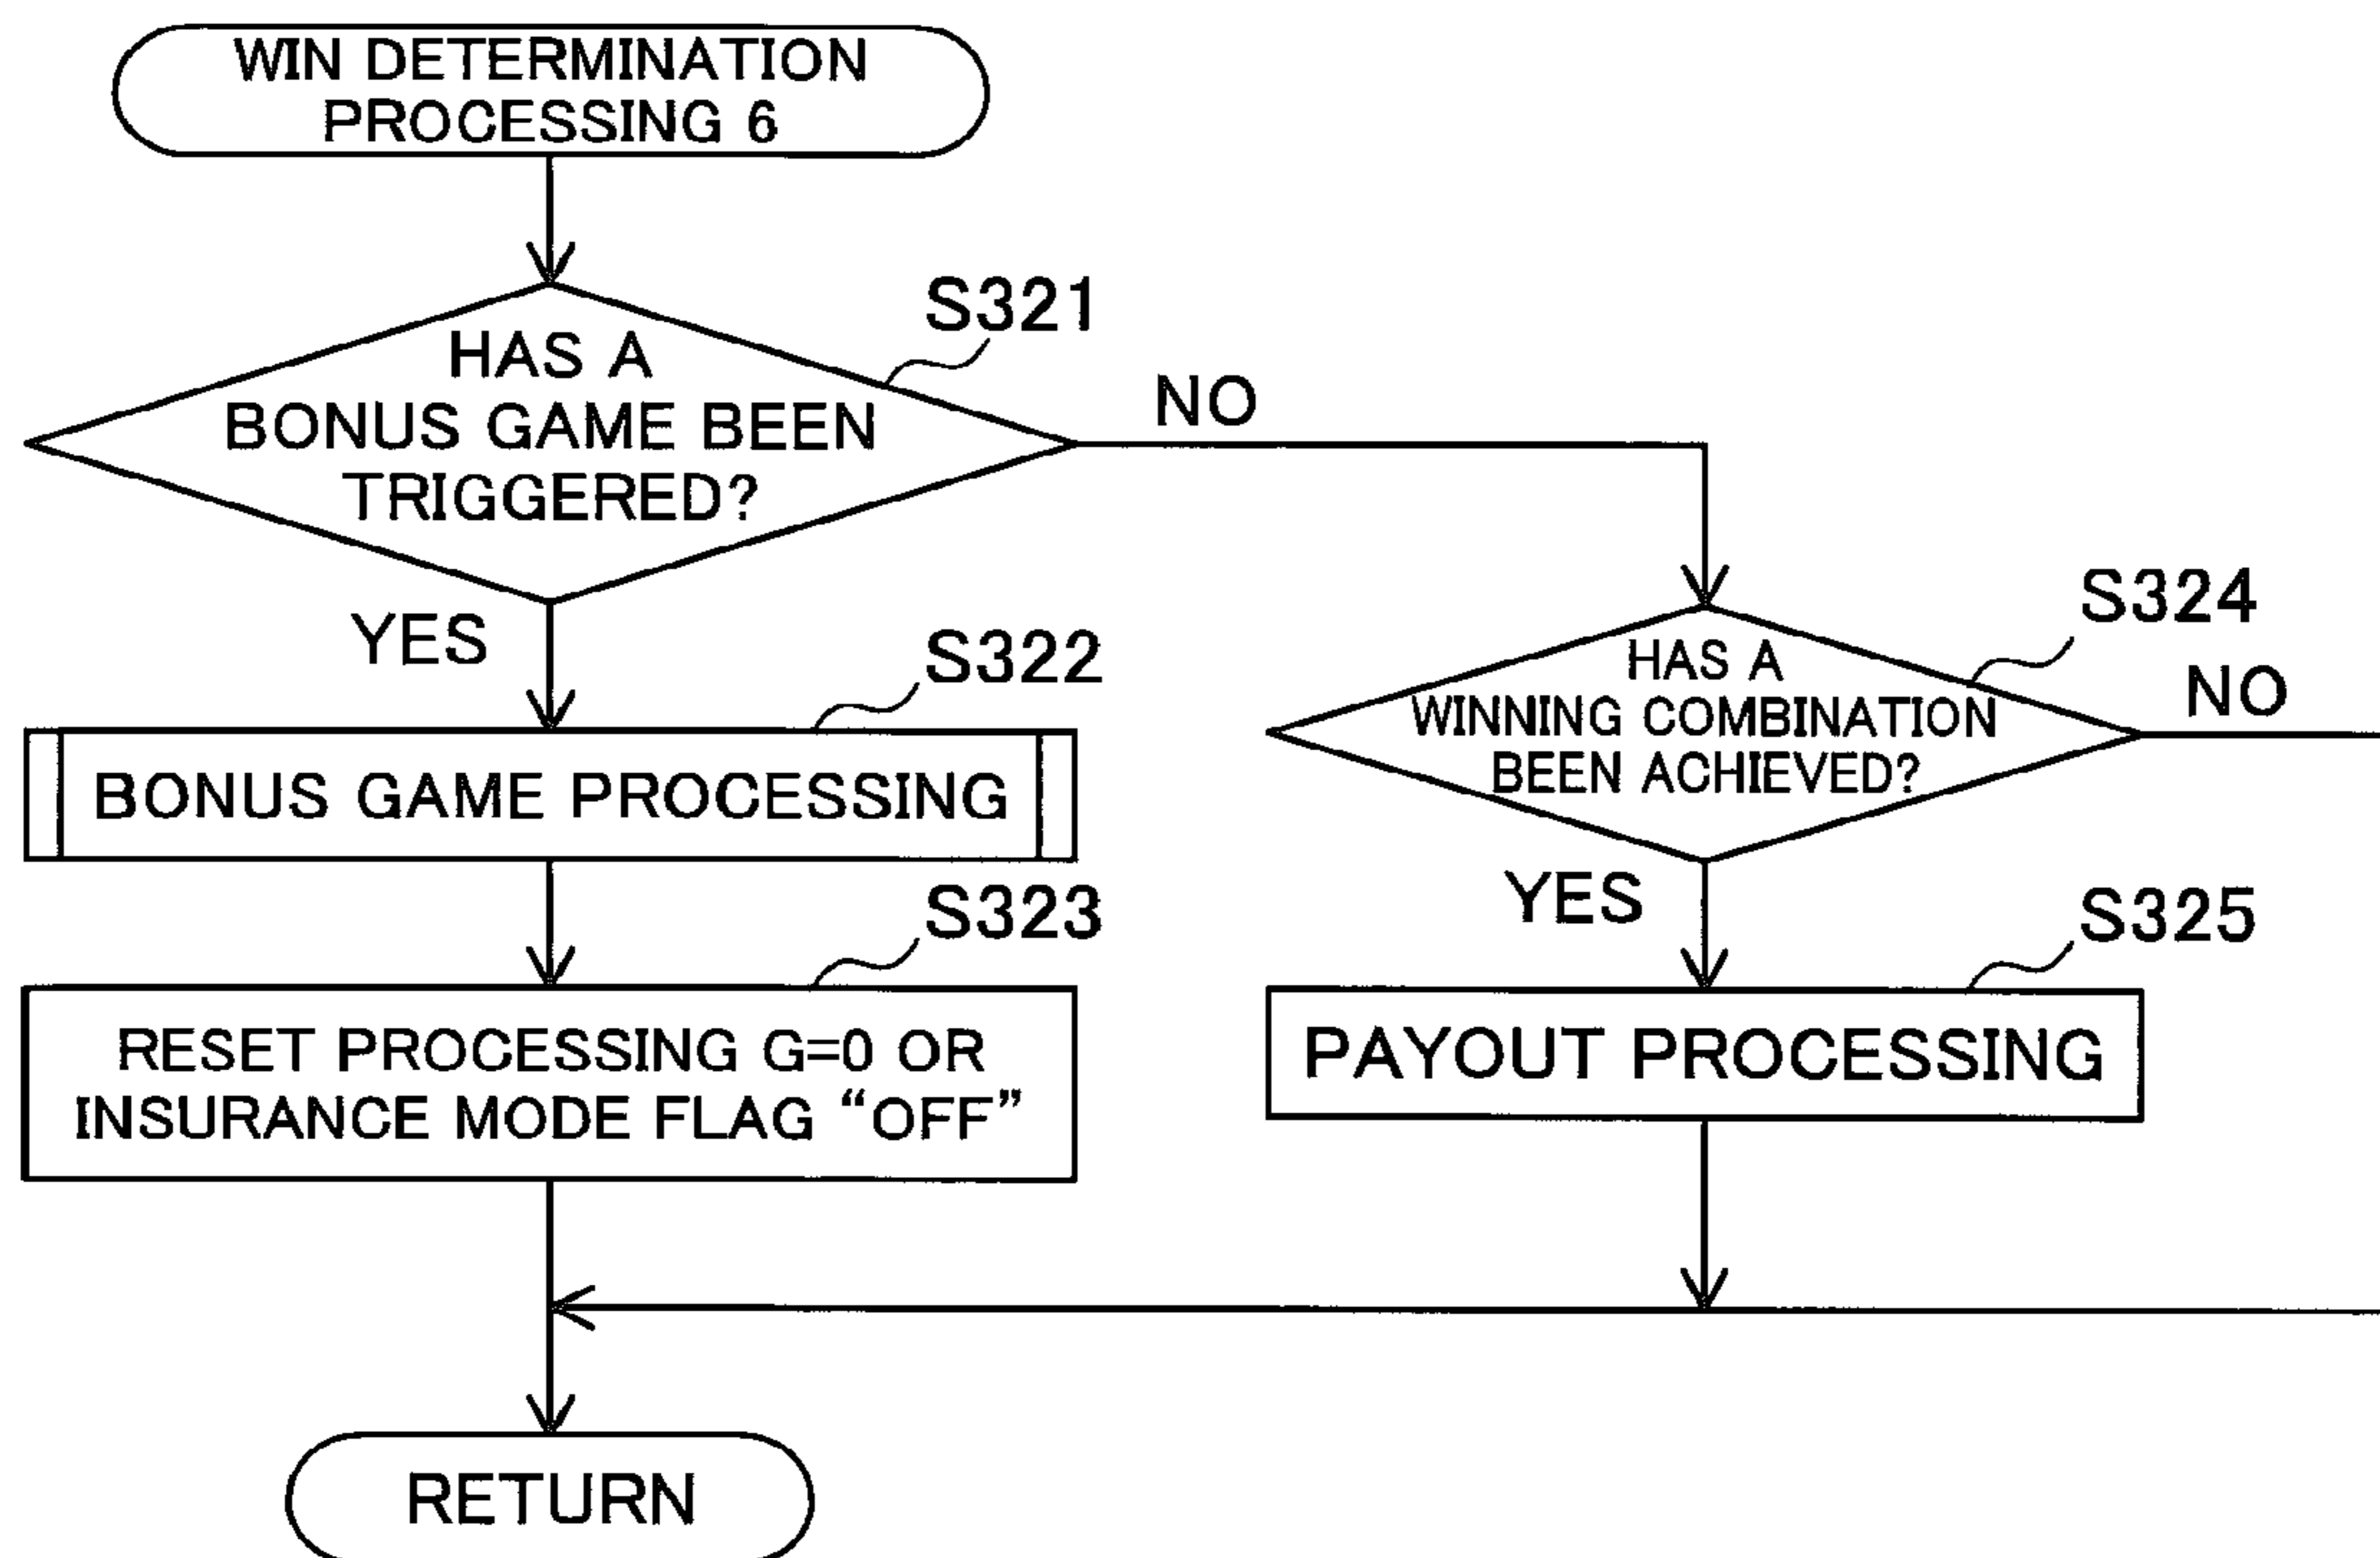 WIN DETERMINATION
PROCESSING 6
S321
HAS A
BONUS GAME BEEN
TRIGGERED?
NO
YES
S322
BONUS GAME PROCESSING
S323
RESET PROCESSING G=0 OR
INSURANCE MODE FLAG “OFF”
S324
HAS A
WINNING COMBINATION
BEEN ACHIEVED?
NO
YES
S325
PAYOUT PROCESSING
RETURN